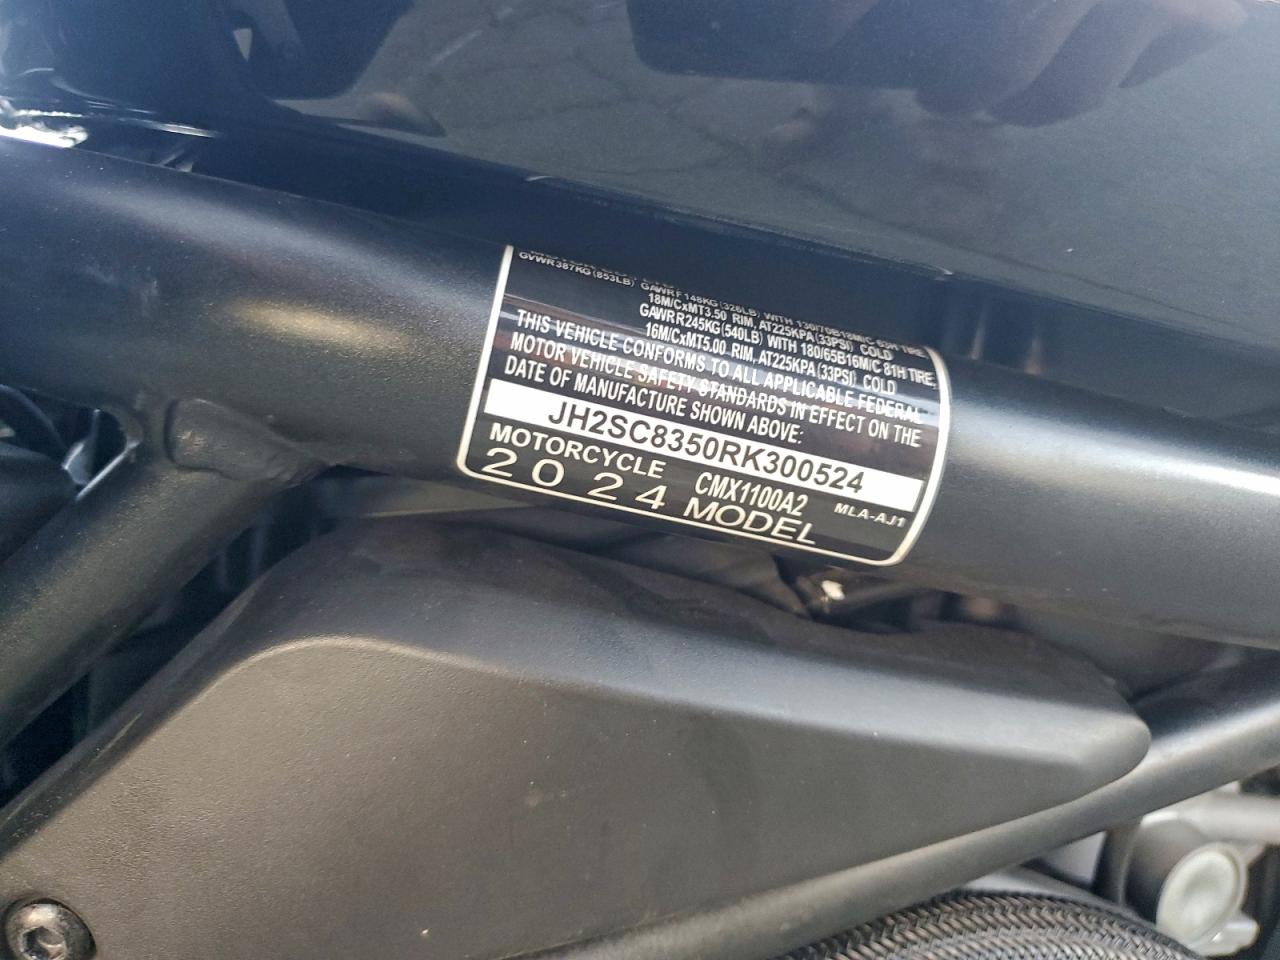 GVWR387KG(853LB) GAWRF148KG(326LB) WITH 130/70B18M/C 63H TIRE,
18M/CxMT3.50 RIM, AT225KPA(33PSI) COLD
GAWRR245KG(540LB) WITH 180/65B16M/C 81H TIRE,
16M/CxMT5.00 RIM, AT225KPA(33PSI) COLD
THIS VEHICLE CONFORMS TO ALL APPLICABLE FEDERAL
MOTOR VEHICLE SAFETY STANDARDS IN EFFECT ON THE
DATE OF MANUFACTURE SHOWN ABOVE:
JH2SC8350RK300524
MOTORCYCLE CMX1100A2 MLA-AJ1
2024 MODEL